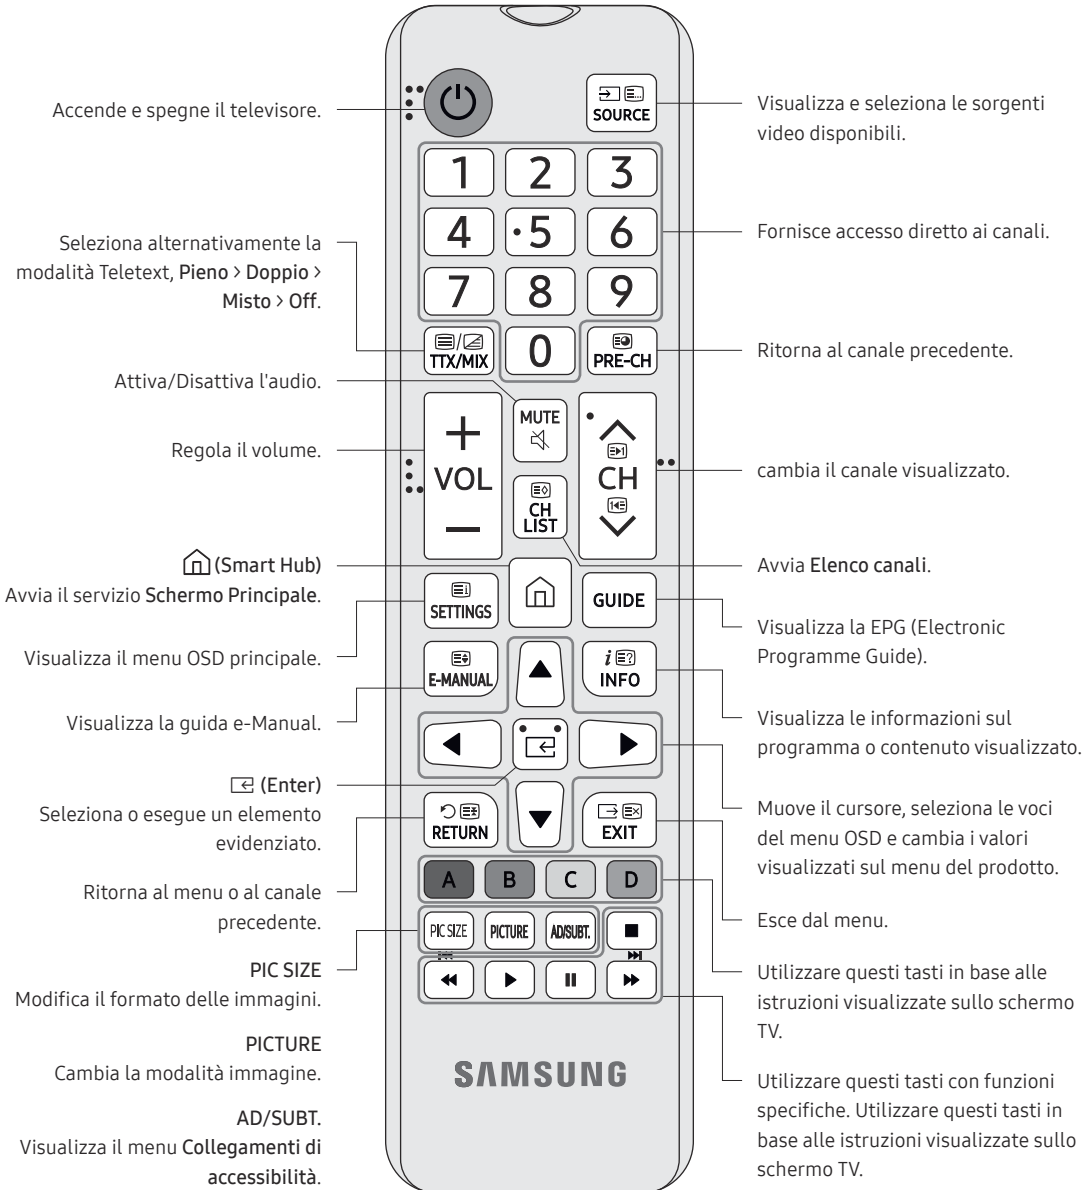 Accende e spegne il televisore.
Seleziona alternativamente la
modalità Teletext, Pieno > Doppio >
Misto > Off.
Attiva/Disattiva l'audio.
Regola il volume.
(Smart Hub)
Avvia il servizio Schermo Principale.
Visualizza il menu OSD principale.
Visualizza la guida e-Manual.
(Enter)
Seleziona o esegue un elemento
evidenziato.
Ritorna al menu o al canale
precedente.
PIC SIZE
Modifica il formato delle immagini.
PICTURE
Cambia la modalità immagine.
AD/SUBT.
Visualizza il menu Collegamenti di
accessibilità.
SOURCE
1 2 3
4 5 6
7 8 9
TTX/MIX 0 PRE-CH
MUTE
VOL
CH
CH
LIST
SETTINGS
GUIDE
E-MANUAL
i
INFO
RETURN
EXIT
A B C D
PIC SIZE PICTURE AD/SUBT.
SAMSUNG
Visualizza e seleziona le sorgenti
video disponibili.
Fornisce accesso diretto ai canali.
Ritorna al canale precedente.
cambia il canale visualizzato.
Avvia Elenco canali.
Visualizza la EPG (Electronic
Programme Guide).
Visualizza le informazioni sul
programma o contenuto visualizzato.
Muove il cursore, seleziona le voci
del menu OSD e cambia i valori
visualizzati sul menu del prodotto.
Esce dal menu.
Utilizzare questi tasti in base alle
istruzioni visualizzate sullo schermo
TV.
Utilizzare questi tasti con funzioni
specifiche. Utilizzare questi tasti in
base alle istruzioni visualizzate sullo
schermo TV.